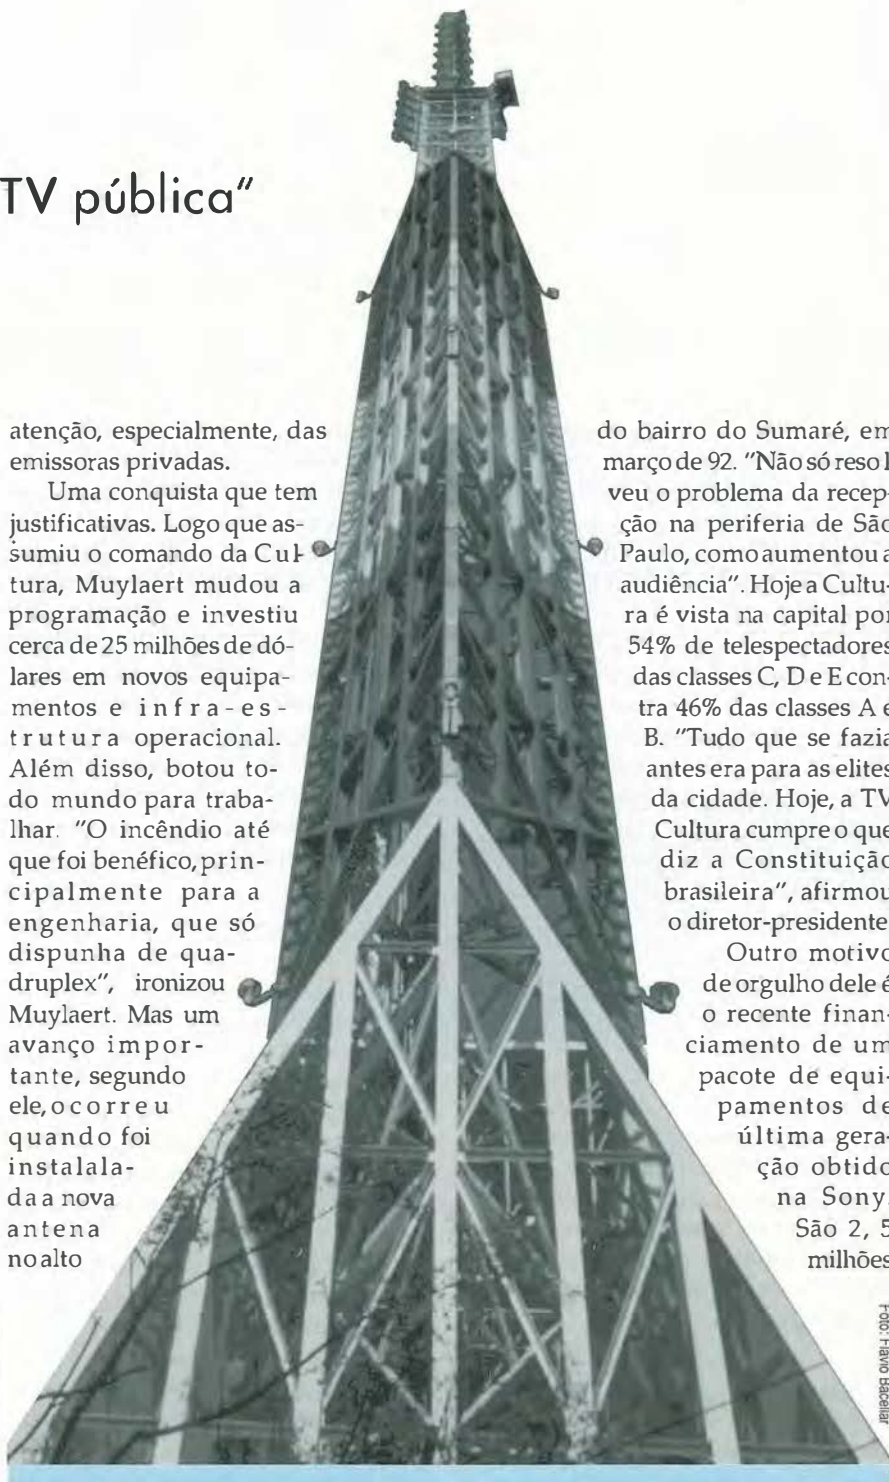 TV pública"
atenção, especialmente, das
emissoras privadas.
Uma conquista que tem
justificativas. Logo que as-
sumiu o comando da Cul-
tura, Muylaert mudou a
programação e investiu
cerca de 25 milhões de dó-
lares em novos equipa-
mentos e infra-es-
trutura operacional.
Além disso, botou to-
do mundo para traba-
lhar. "O incêndio até
que foi benéfico, prin-
cipalmente para a
engenharia, que só
dispunha de qua-
druplex", ironizou
Muylaert. Mas um
avanço impor-
tante, segundo
ele, ocorreu
quando foi
instalala-
da a nova
antena
no alto
do bairro do Sumaré, em
março de 92. "Não só resol
veu o problema da recep-
ção na periferia de São
Paulo, como aumentou a
audiência". Hoje a Cultu-
ra é vista na capital por
54% de telespectadores
das classes C, D e E con-
tra 46% das classes A e
B. "Tudo que se fazia
antes era para as elites
da cidade. Hoje, a TV
Cultura cumpre o que
diz a Constituição
brasileira", afirmou
o diretor-presidente
Outro motivo
de orgulho dele é
o recente finan-
ciamento de um
pacote de equi-
pamentos de
última gera-
ção obtido
na Sony.
São 2, 5
milhões
Foto: Flávio Bacellar